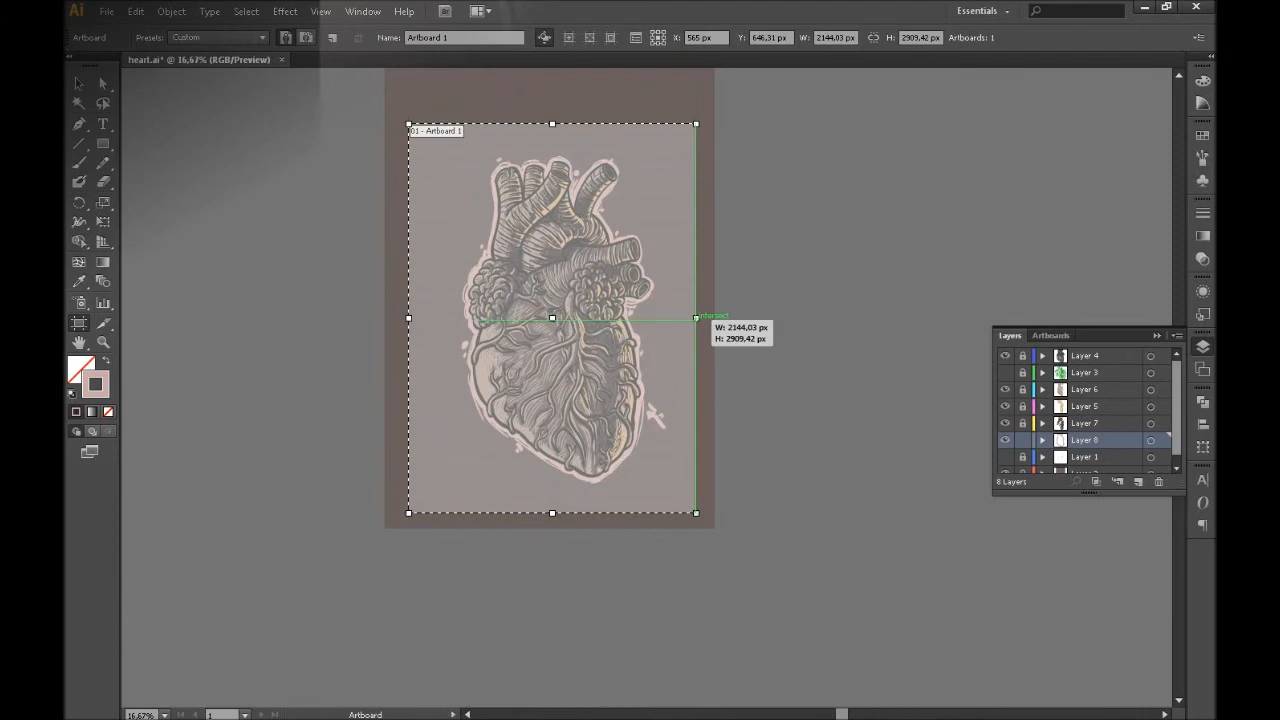 Ai File Edit Object Type Select Effect View Window Help Br Essentials
Artboard Presets: Custom Name: Artboard 1 X: 565 px Y: 646,31 px W: 2144,03 px H: 2909,42 px Artboards: 1
heart.ai* @ 16,67% (RGB/Preview) ×
01 - Artboard 1
intersect
W: 2144,03 px
H: 2909,42 px
Layers Artboards
Layer 4
Layer 3
Layer 6
Layer 5
Layer 7
Layer 8
Layer 1
8 Layers
16,67% 1 Artboard